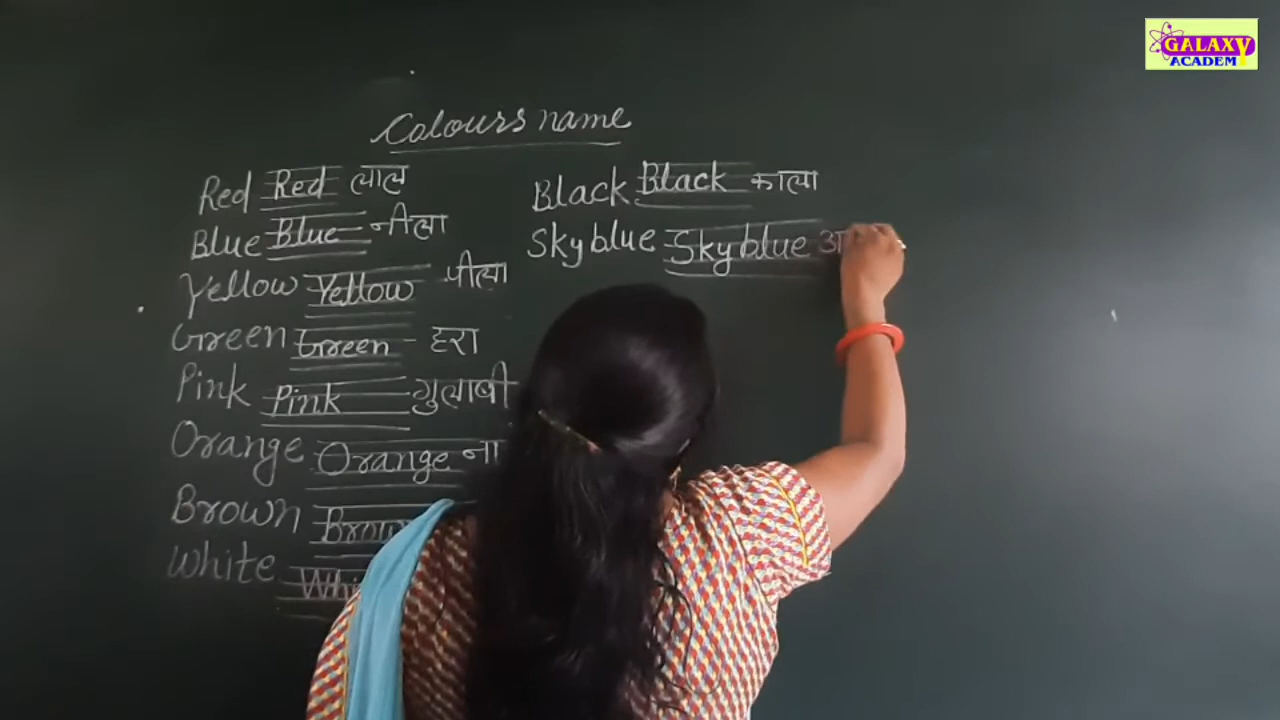 GALAXY
ACADEMY
Colours name
Red Red लाल
Blue Blue नीला
Yellow Yellow पीला
Green Green - हरा
Pink Pink गुलाबी
Orange Orange ना
Brown
White
Black Black काला
Skyblue Skyblue